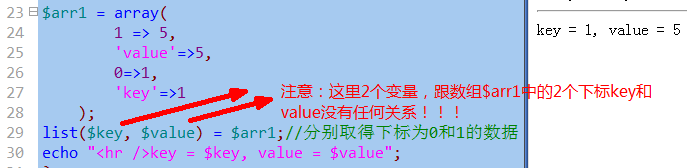 23 $arr1 = array(
24 1 => 5,
25 'value'=>5,
26 0=>1,
27 'key'=>1
28 );
29 list($key, $value) = $arr1;//分别取得下标为0和1的数据
30 echo "<hr />key = $key, value = $value";
注意：这里2个变量，跟数组$arr1中的2个下标key和
value没有任何关系！！！
key = 1, value = 5